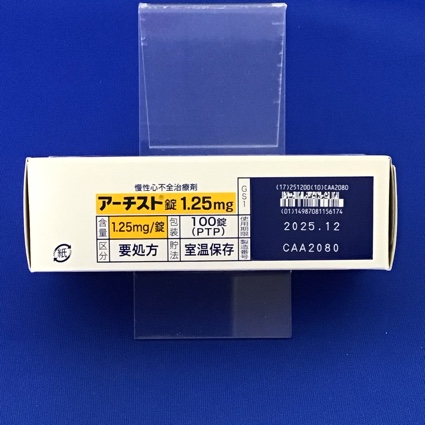 慢性心不全治療剤
アーチスト®錠 1.25mg
含量 1.25mg/錠 包装 100錠 (PTP)
区分 要処方 貯法 室温保存
GS1
使用期限
製造番号
(17)251200(10)CAA2080
(01)14987081156174
2025.12
CAA2080
紙